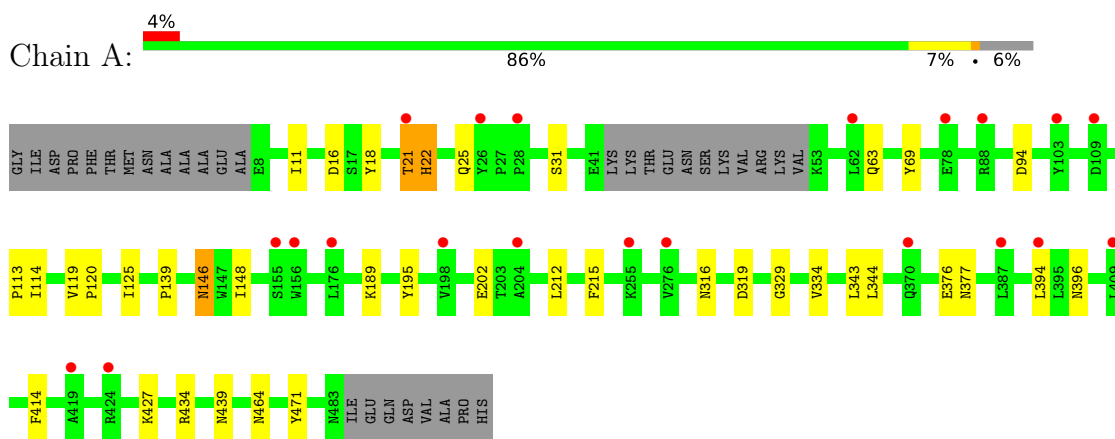 4%
Chain A:
86% 7% • 6%
GLY ILE ASP PRO PHE THR MET ASN ALA ALA ALA GLU ALA E8 I11 D16 S17 Y18 T21 H22 Q25 Y26 P27 P28 S31 E41 LYS LYS THR GLU ASN SER LYS VAL ARG LYS VAL K53 L62 Q63 Y69 E78 R88 D94 Y103 D109
P113 I114 V119 P120 I125 P139 N146 W147 I148 S155 W156 L176 K189 Y195 V198 E202 T203 A204 L212 F215 K255 V276 N316 D319 G329 V334 L343 L344 Q370 E376 N377 L387 L394 L395 N396 L409
F414 A419 R424 K427 R434 N439 N464 Y471 N483 ILE GLU GLN ASP VAL ALA PRO HIS